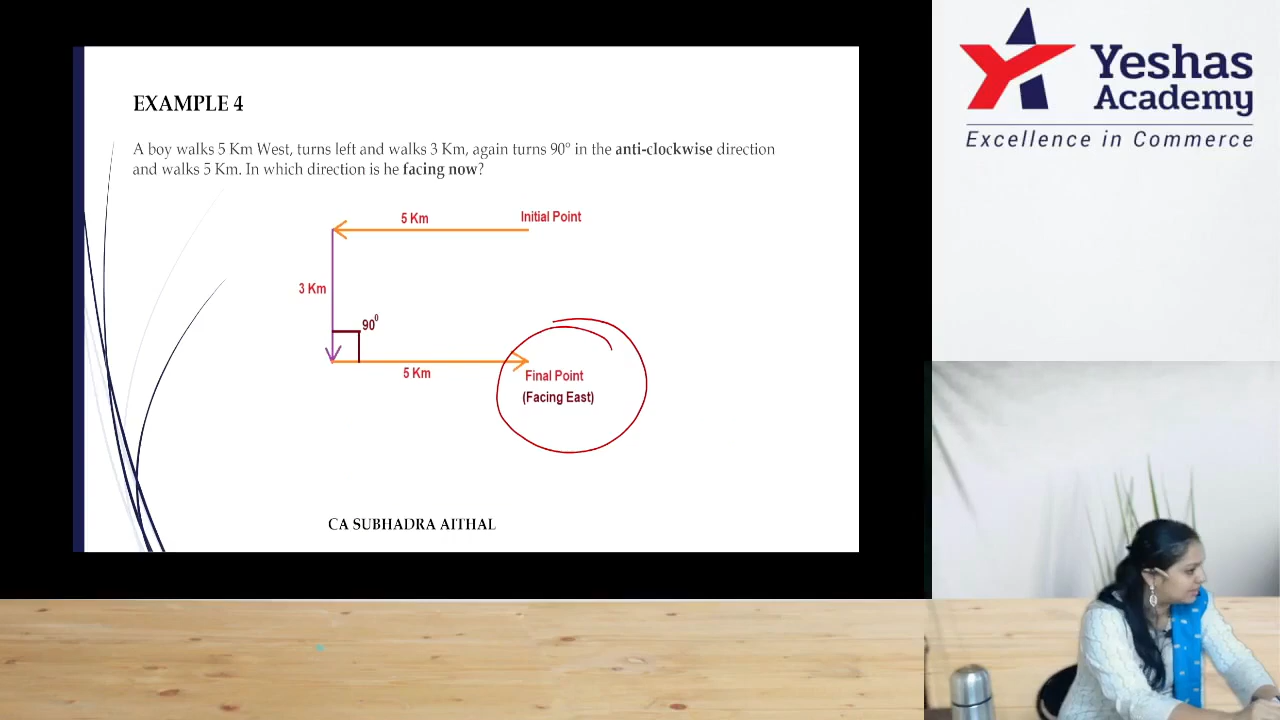 EXAMPLE 4
A boy walks 5 Km West, turns left and walks 3 Km, again turns 90° in the anti-clockwise direction
and walks 5 Km. In which direction is he facing now?
5 Km
Initial Point
3 Km
90⁰
5 Km
Final Point
(Facing East)
CA SUBHADRA AITHAL
Yeshas
Academy
Excellence in Commerce